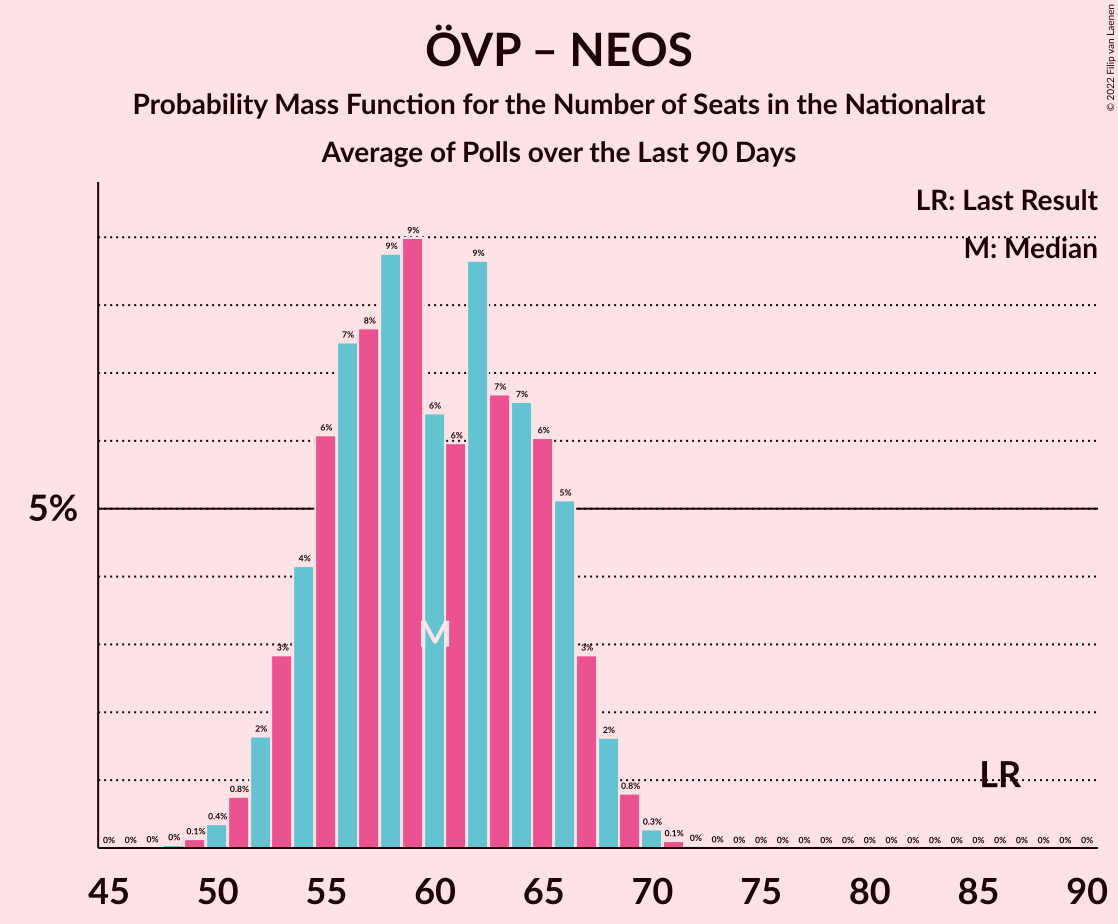 ÖVP – NEOS
Probability Mass Function for the Number of Seats in the Nationalrat
Average of Polls over the Last 90 Days
© 2022 Filip van Laenen
LR: Last Result
M: Median
5%
0% 0% 0% 0% 0.1% 0.4% 0.8% 2% 3% 4% 6% 7% 8% 9% 9% 6% 6% 9% 7% 7% 6% 5% 3% 2% 0.8% 0.3% 0.1% 0% 0% 0% 0% 0% 0% 0% 0% 0% 0% 0% 0% 0% 0% 0% 0% 0% 0% 0%
M
LR
45 50 55 60 65 70 75 80 85 90